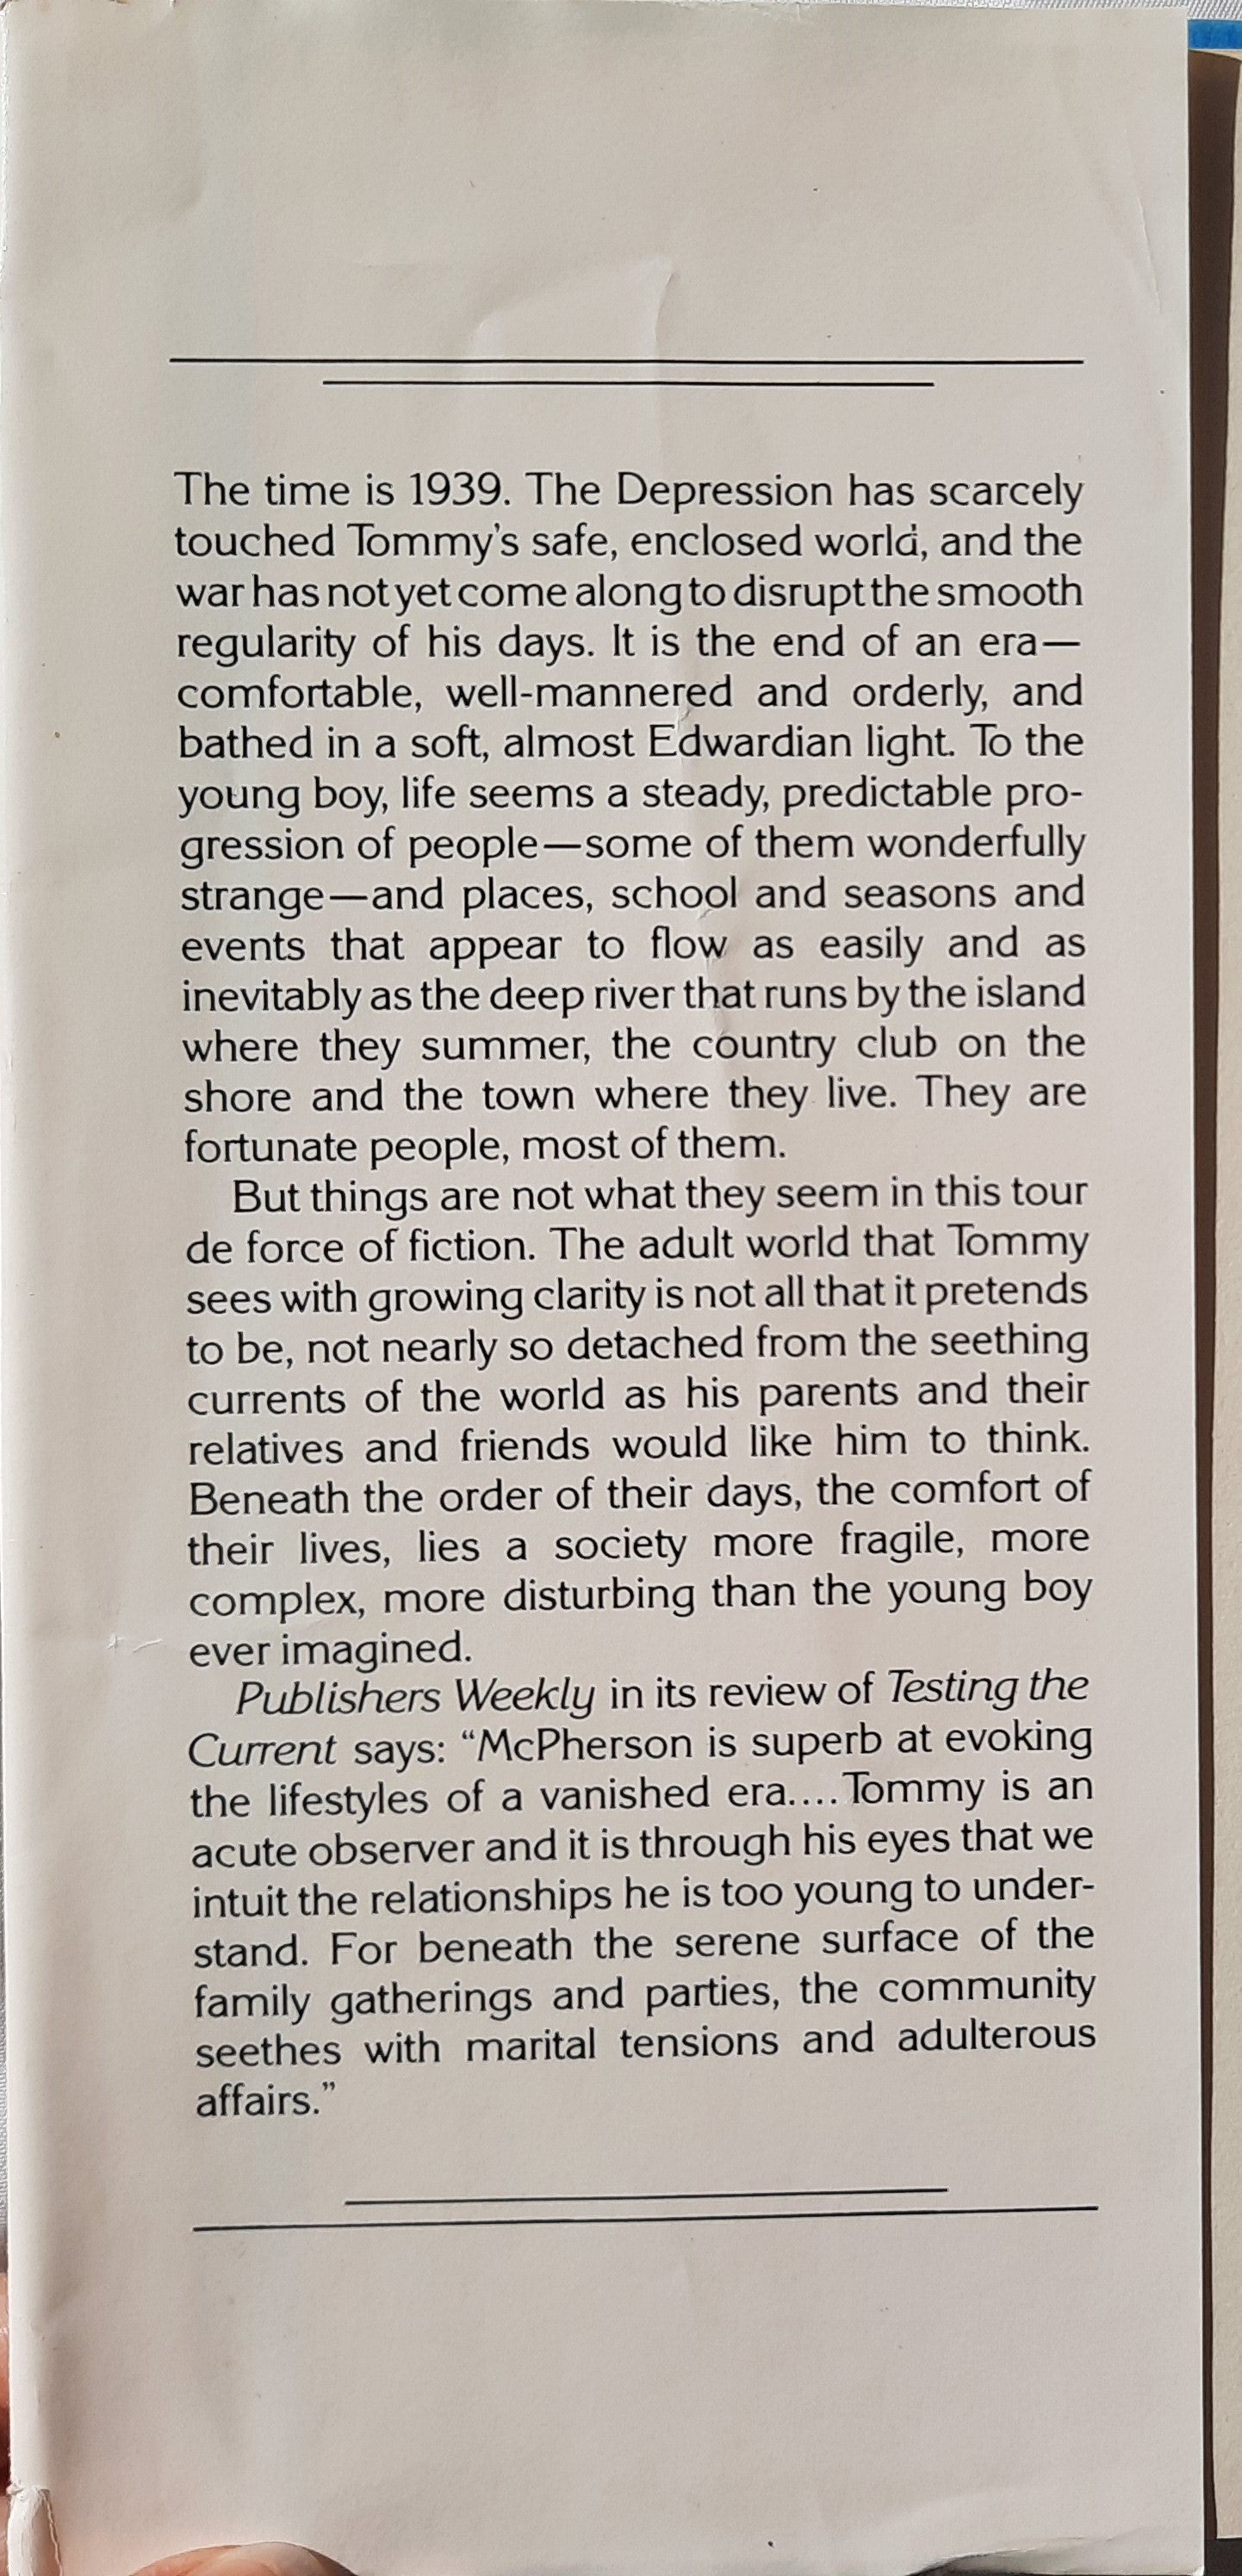 The time is 1939. The Depression has scarcely
touched Tommy's safe, enclosed world, and the
war has not yet come along to disrupt the smooth
regularity of his days. It is the end of an era—
comfortable, well-mannered and orderly, and
bathed in a soft, almost Edwardian light. To the
young boy, life seems a steady, predictable pro-
gression of people—some of them wonderfully
strange—and places, school and seasons and
events that appear to flow as easily and as
inevitably as the deep river that runs by the island
where they summer, the country club on the
shore and the town where they live. They are
fortunate people, most of them.
But things are not what they seem in this tour
de force of fiction. The adult world that Tommy
sees with growing clarity is not all that it pretends
to be, not nearly so detached from the seething
currents of the world as his parents and their
relatives and friends would like him to think.
Beneath the order of their days, the comfort of
their lives, lies a society more fragile, more
complex, more disturbing than the young boy
ever imagined.
Publishers Weekly in its review of Testing the
Current says: “McPherson is superb at evoking
the lifestyles of a vanished era....Tommy is an
acute observer and it is through his eyes that we
intuit the relationships he is too young to under-
stand. For beneath the serene surface of the
family gatherings and parties, the community
seethes with marital tensions and adulterous
affairs.”